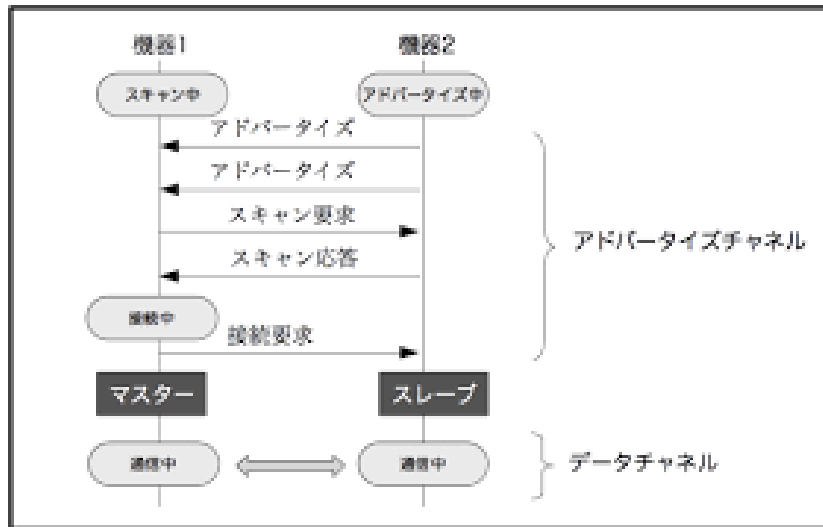 機器1 機器2
スキャン中 アドバータイズ中
アドバータイズ
アドバータイズ
スキャン要求
スキャン応答
アドバータイズチャネル
接続中
接続要求
マスター スレーブ
通信中 通信中
データチャネル